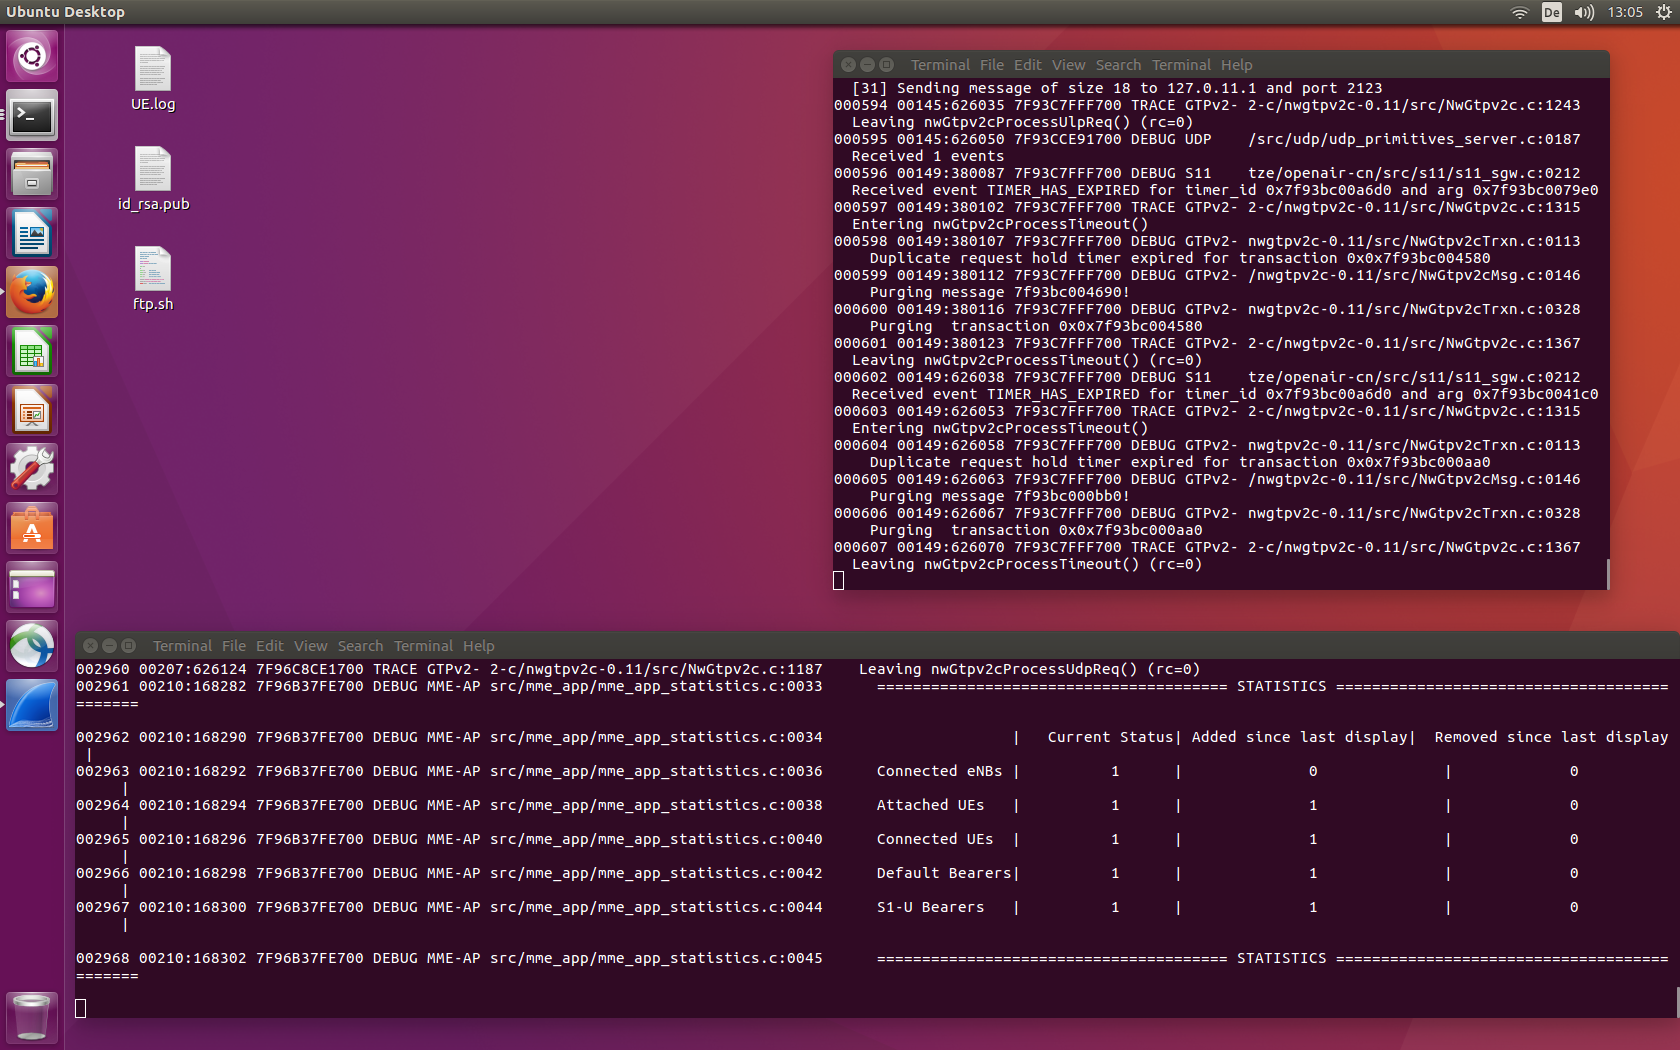 Ubuntu Desktop
De
13:05
UE.log
id_rsa.pub
ftp.sh
Terminal File Edit View Search Terminal Help
[31] Sending message of size 18 to 127.0.11.1 and port 2123
000594 00145:626035 7F93C7FFF700 TRACE GTPv2- 2-c/nwgtpv2c-0.11/src/NwGtpv2c.c:1243
Leaving nwGtpv2cProcessUlpReq() (rc=0)
000595 00145:626050 7F93CCE91700 DEBUG UDP /src/udp/udp_primitives_server.c:0187
Received 1 events
000596 00149:380087 7F93C7FFF700 DEBUG S11 tze/openair-cn/src/s11/s11_sgw.c:0212
Received event TIMER_HAS_EXPIRED for timer_id 0x7f93bc00a6d0 and arg 0x7f93bc0079e0
000597 00149:380102 7F93C7FFF700 TRACE GTPv2- 2-c/nwgtpv2c-0.11/src/NwGtpv2c.c:1315
Entering nwGtpv2cProcessTimeout()
000598 00149:380107 7F93C7FFF700 DEBUG GTPv2- nwgtpv2c-0.11/src/NwGtpv2cTrxn.c:0113
Duplicate request hold timer expired for transaction 0x0x7f93bc004580
000599 00149:380112 7F93C7FFF700 DEBUG GTPv2- /nwgtpv2c-0.11/src/NwGtpv2cMsg.c:0146
Purging message 7f93bc004690!
000600 00149:380116 7F93C7FFF700 DEBUG GTPv2- nwgtpv2c-0.11/src/NwGtpv2cTrxn.c:0328
Purging  transaction 0x0x7f93bc004580
000601 00149:380123 7F93C7FFF700 TRACE GTPv2- 2-c/nwgtpv2c-0.11/src/NwGtpv2c.c:1367
Leaving nwGtpv2cProcessTimeout() (rc=0)
000602 00149:626038 7F93C7FFF700 DEBUG S11 tze/openair-cn/src/s11/s11_sgw.c:0212
Received event TIMER_HAS_EXPIRED for timer_id 0x7f93bc00a6d0 and arg 0x7f93bc0041c0
000603 00149:626053 7F93C7FFF700 TRACE GTPv2- 2-c/nwgtpv2c-0.11/src/NwGtpv2c.c:1315
Entering nwGtpv2cProcessTimeout()
000604 00149:626058 7F93C7FFF700 DEBUG GTPv2- nwgtpv2c-0.11/src/NwGtpv2cTrxn.c:0113
Duplicate request hold timer expired for transaction 0x0x7f93bc000aa0
000605 00149:626063 7F93C7FFF700 DEBUG GTPv2- /nwgtpv2c-0.11/src/NwGtpv2cMsg.c:0146
Purging message 7f93bc000bb0!
000606 00149:626067 7F93C7FFF700 DEBUG GTPv2- nwgtpv2c-0.11/src/NwGtpv2cTrxn.c:0328
Purging  transaction 0x0x7f93bc000aa0
000607 00149:626070 7F93C7FFF700 TRACE GTPv2- 2-c/nwgtpv2c-0.11/src/NwGtpv2c.c:1367
Leaving nwGtpv2cProcessTimeout() (rc=0)
Terminal File Edit View Search Terminal Help
002960 00207:626124 7F96C8CE1700 TRACE GTPv2- 2-c/nwgtpv2c-0.11/src/NwGtpv2c.c:1187 Leaving nwGtpv2cProcessUdpReq() (rc=0)
002961 00210:168282 7F96B37FE700 DEBUG MME-AP src/mme_app/mme_app_statistics.c:0033 ======================================= STATISTICS =====================================
=======
002962 00210:168290 7F96B37FE700 DEBUG MME-AP src/mme_app/mme_app_statistics.c:0034 | Current Status| Added since last display| Removed since last display
|
002963 00210:168292 7F96B37FE700 DEBUG MME-AP src/mme_app/mme_app_statistics.c:0036 Connected eNBs | 1 | 0 | 0
|
002964 00210:168294 7F96B37FE700 DEBUG MME-AP src/mme_app/mme_app_statistics.c:0038 Attached UEs | 1 | 1 | 0
|
002965 00210:168296 7F96B37FE700 DEBUG MME-AP src/mme_app/mme_app_statistics.c:0040 Connected UEs | 1 | 1 | 0
|
002966 00210:168298 7F96B37FE700 DEBUG MME-AP src/mme_app/mme_app_statistics.c:0042 Default Bearers| 1 | 1 | 0
|
002967 00210:168300 7F96B37FE700 DEBUG MME-AP src/mme_app/mme_app_statistics.c:0044 S1-U Bearers | 1 | 1 | 0
|
002968 00210:168302 7F96B37FE700 DEBUG MME-AP src/mme_app/mme_app_statistics.c:0045 ======================================= STATISTICS =====================================
=======